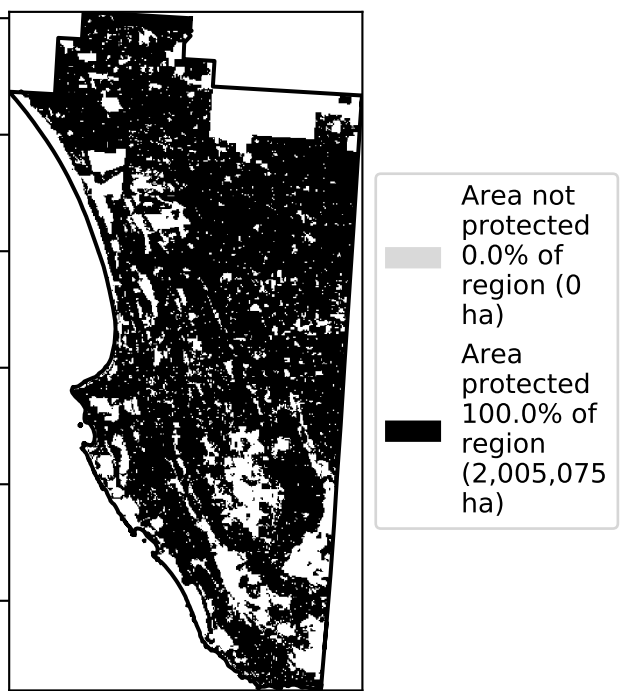 Area not
protected
0.0% of
region (0
ha)
Area
protected
100.0% of
region
(2,005,075
ha)